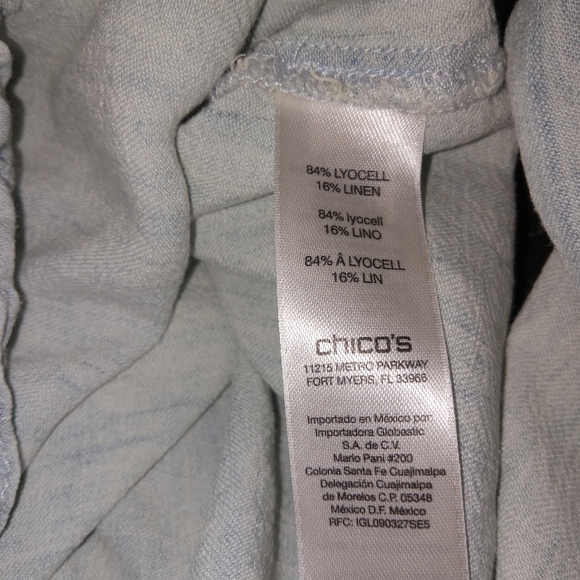 84% LYOCELL
16% LINEN
84% lyocell
16% LINO
84% Â LYOCELL
16% LIN
chico's
11215 METRO PARKWAY
FORT MYERS, FL 33966
Importado en México por
Importadora Globastic
S.A. de C.V.
Mario Pani #200
Colonia Santa Fe Cuajimalpa
Delegación Cuajimalpa
de Morelos C.P. 05348
México D.F. México
RFC: IGL090327SE5